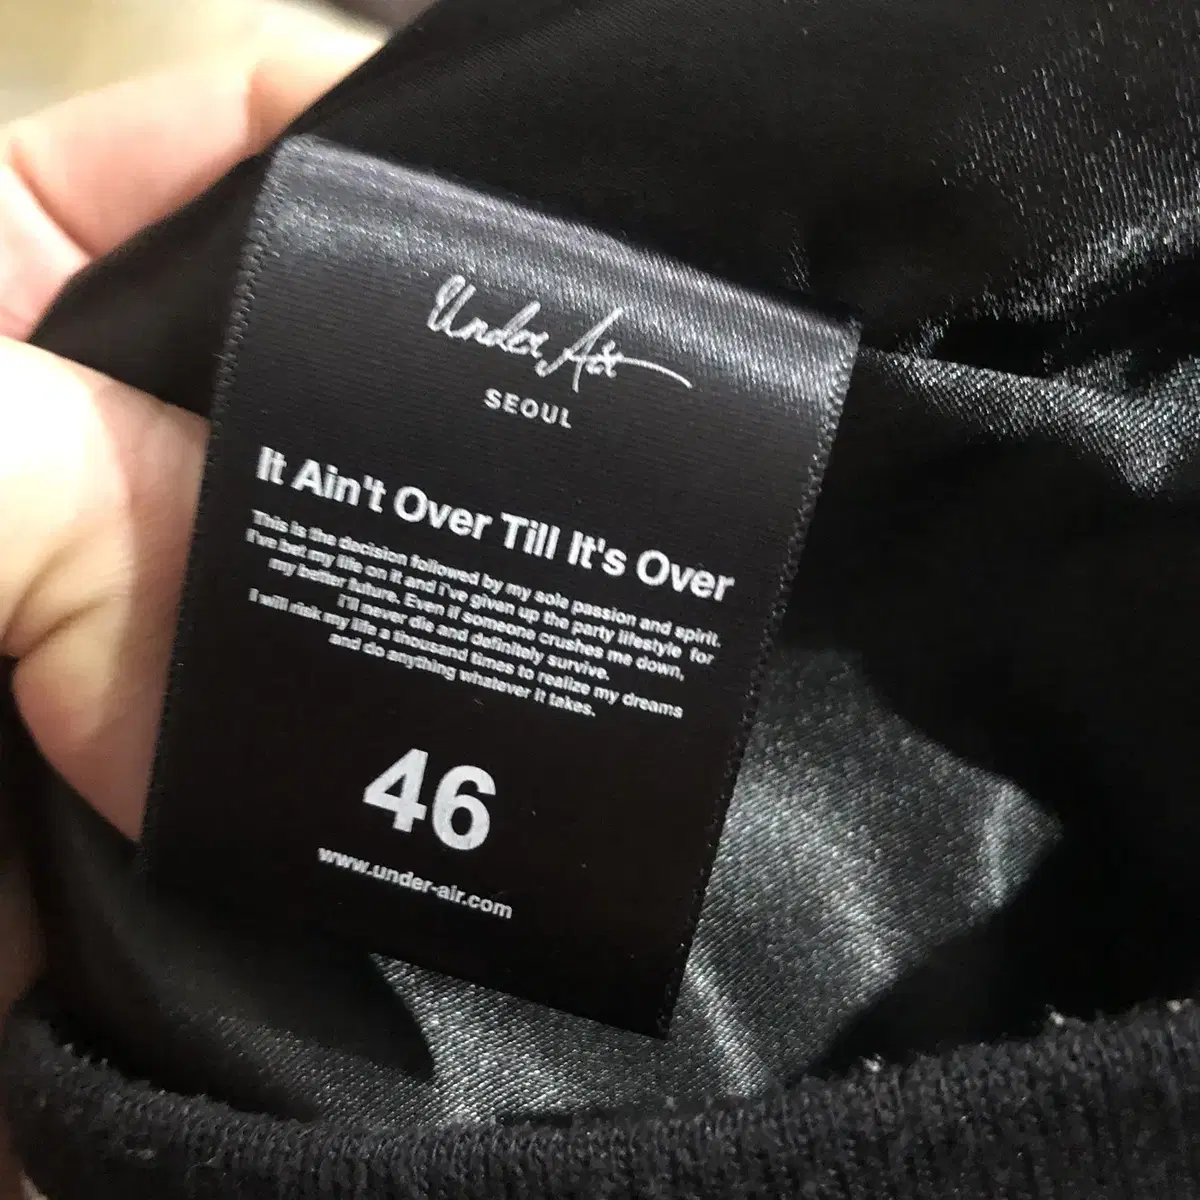 Under Air
SEOUL
It Ain't Over Till It's Over
This is the decision followed by my sole passion and spirit.
I've bet my life on it and i've given up the party lifestyle for
my better future. Even if someone crushes me down,
i'll never die and definitely survive.
I will risk my life a thousand times to realize my dreams
and do anything whatever it takes.
46
www.under-air.com